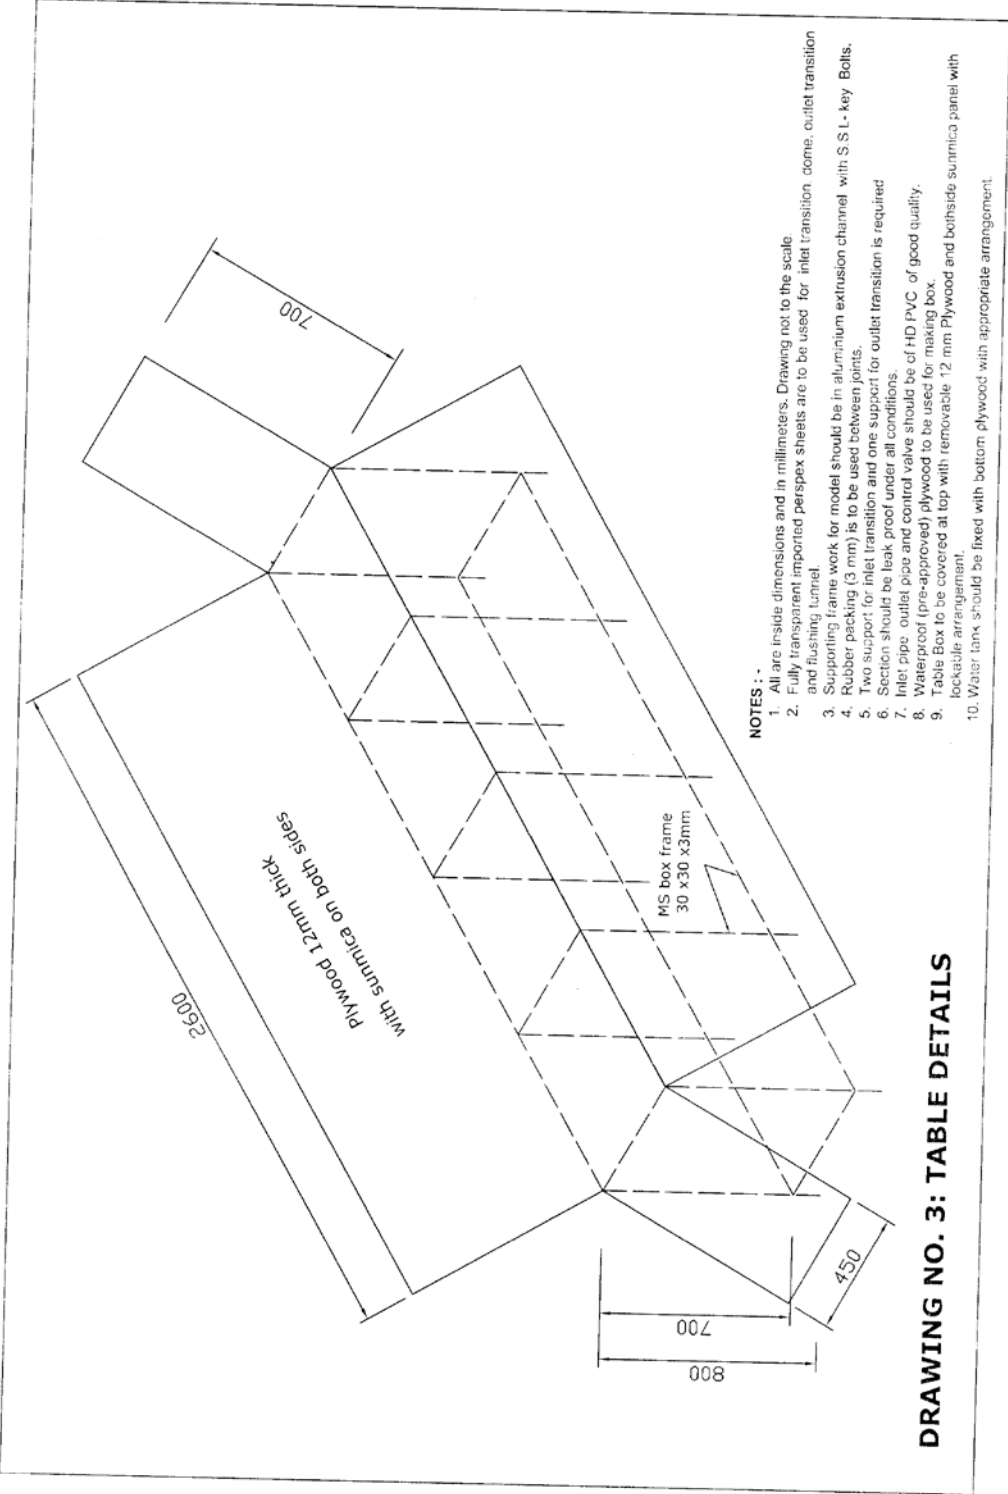 700
2600
Plywood 12mm thick
with sunmica on both sides
MS box frame
30 x30 x3mm
700
800
450
NOTES : -
1. All are inside dimensions and in millimeters. Drawing not to the scale.
2. Fully transparent imported perspex sheets are to be used for inlet transition, dome, outlet transition
and flushing tunnel.
3. Supporting frame work for model should be in aluminium extrusion channel with S.S L- key Bolts.
4. Rubber packing (3 mm) is to be used between joints.
5. Two support for inlet transition and one support for outlet transition is required
6. Section should be leak proof under all conditions.
7. Inlet pipe, outlet pipe and control valve should be of HD PVC of good quality.
8. Waterproof (pre-approved) plywood to be used for making box.
9. Table Box to be covered at top with removable 12 mm Plywood and bothside sunmica panel with
lockable arrangement.
10. Water tank should be fixed with bottom plywood with appropriate arrangement.
DRAWING NO. 3: TABLE DETAILS